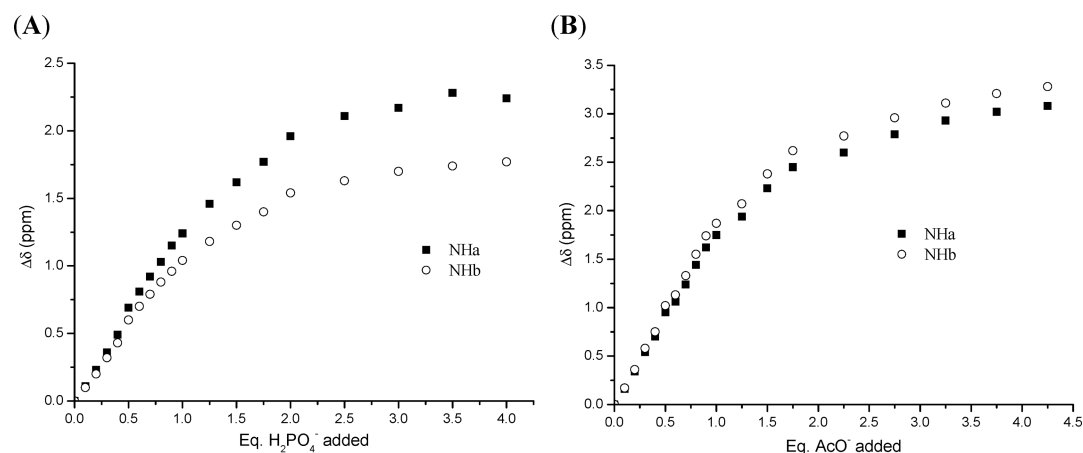 (A)
2.5
2.0
1.5
1.0
0.5
0.0
Δδ (ppm)
NHa
NHb
0.0 0.5 1.0 1.5 2.0 2.5 3.0 3.5 4.0
Eq. H₂PO₄⁻ added
(B)
3.5
3.0
2.5
2.0
1.5
1.0
0.5
0.0
Δδ (ppm)
NHa
NHb
0.0 0.5 1.0 1.5 2.0 2.5 3.0 3.5 4.0 4.5
Eq. AcO⁻ added